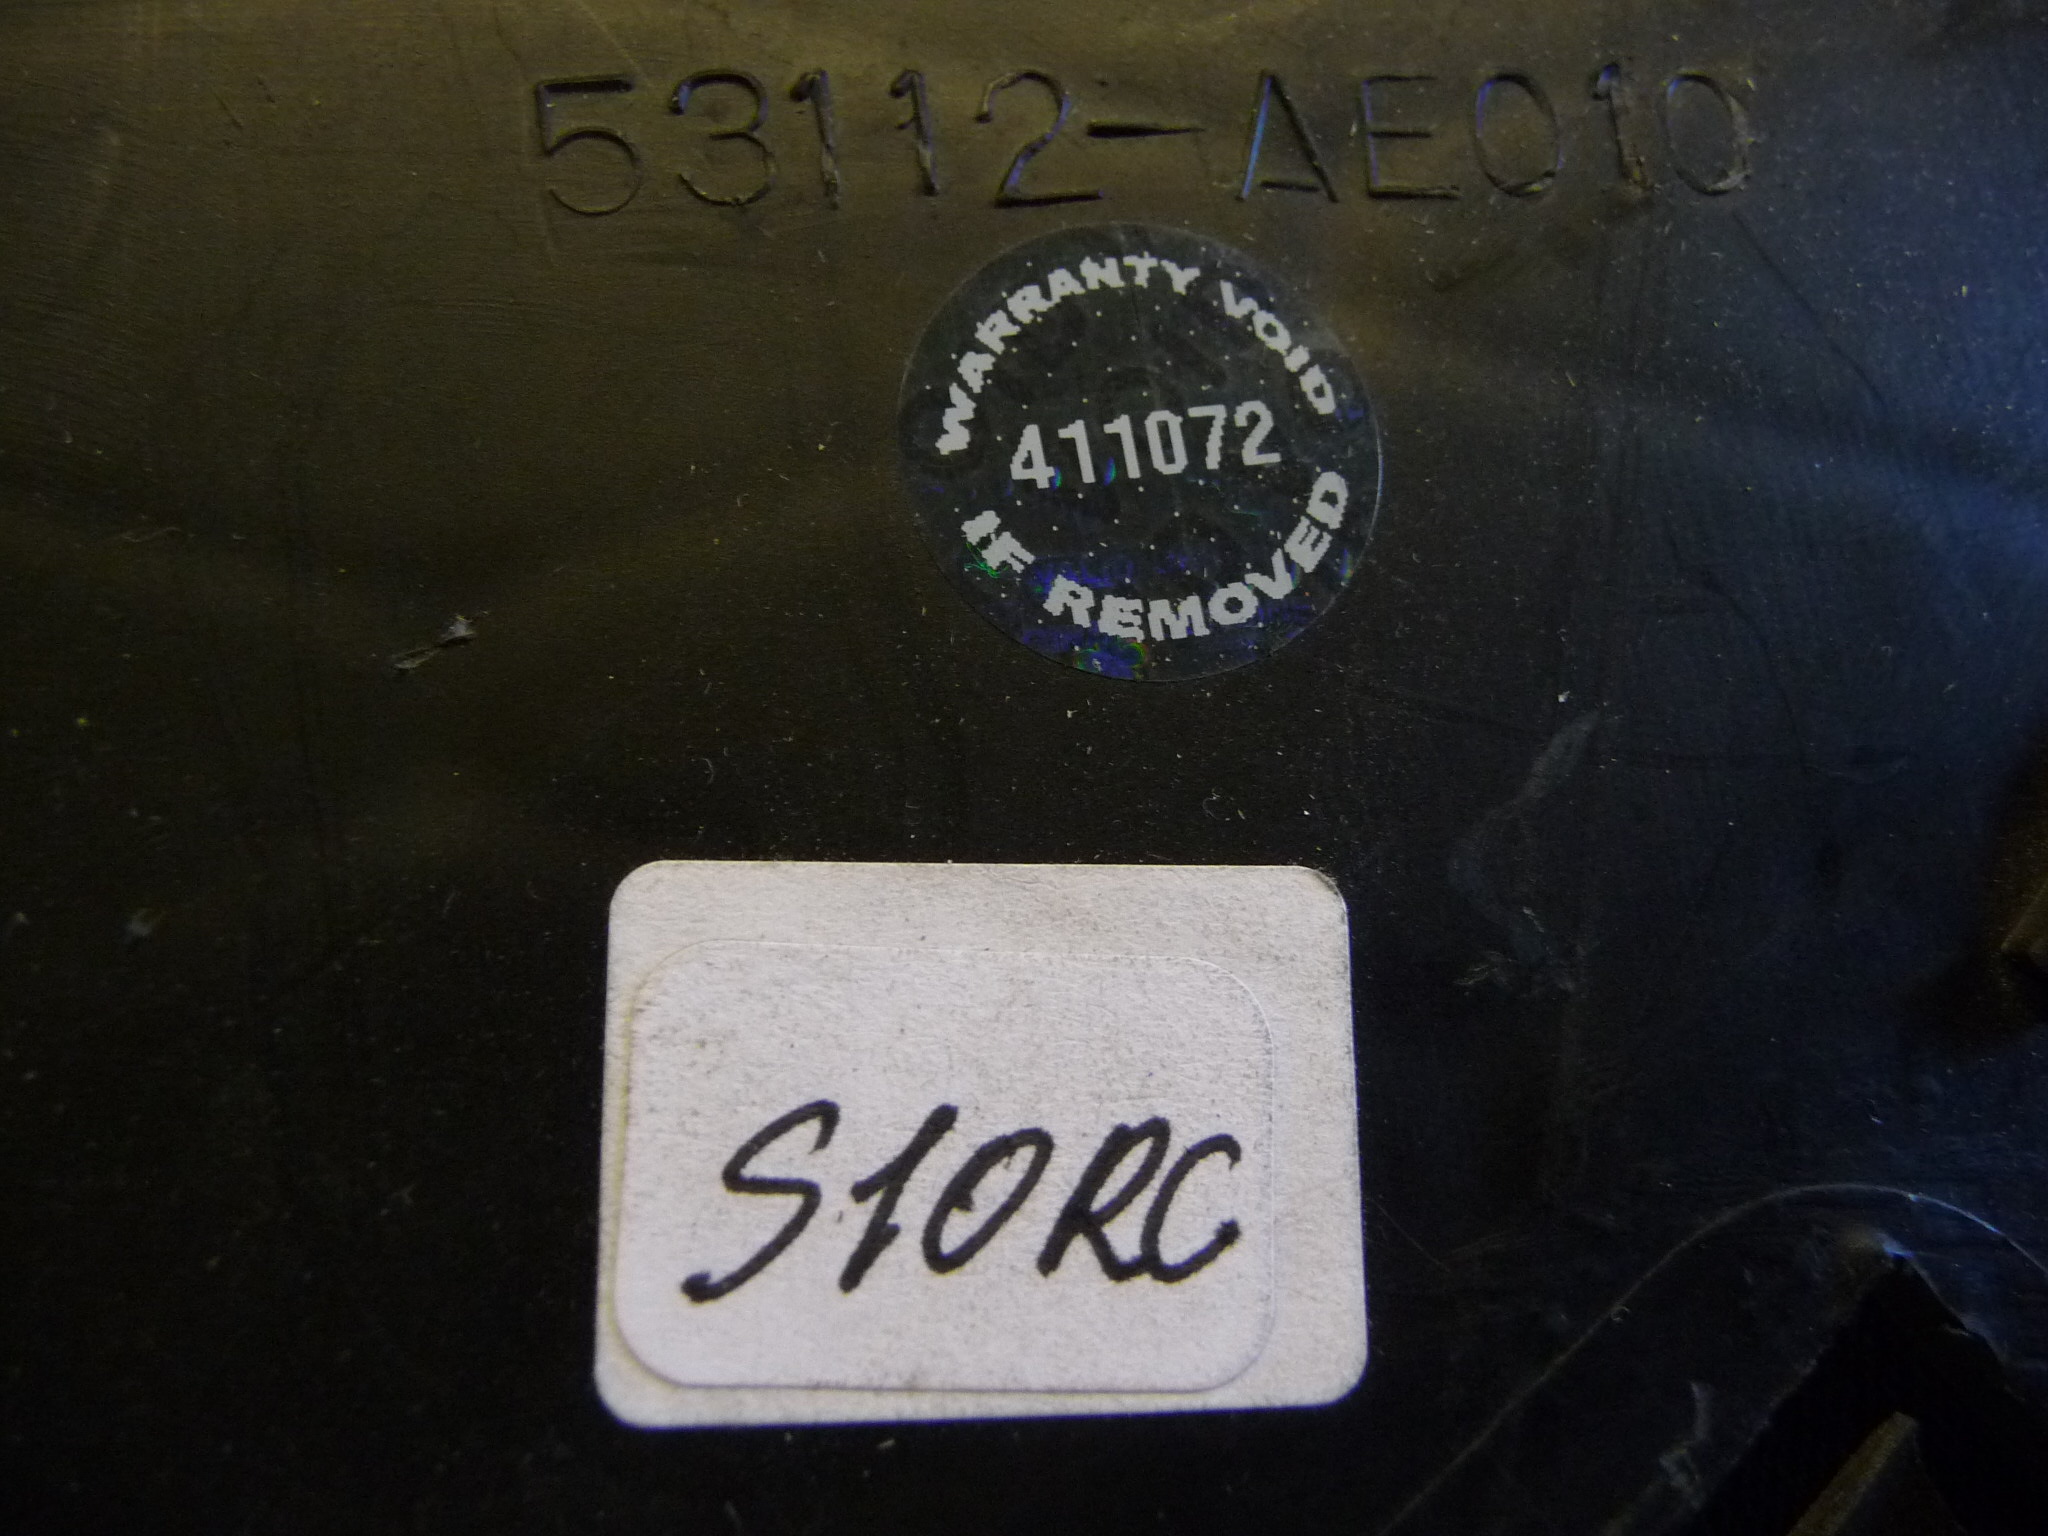 53112-AE010
WARRANTY VOID
411072
IF REMOVED
S10RC